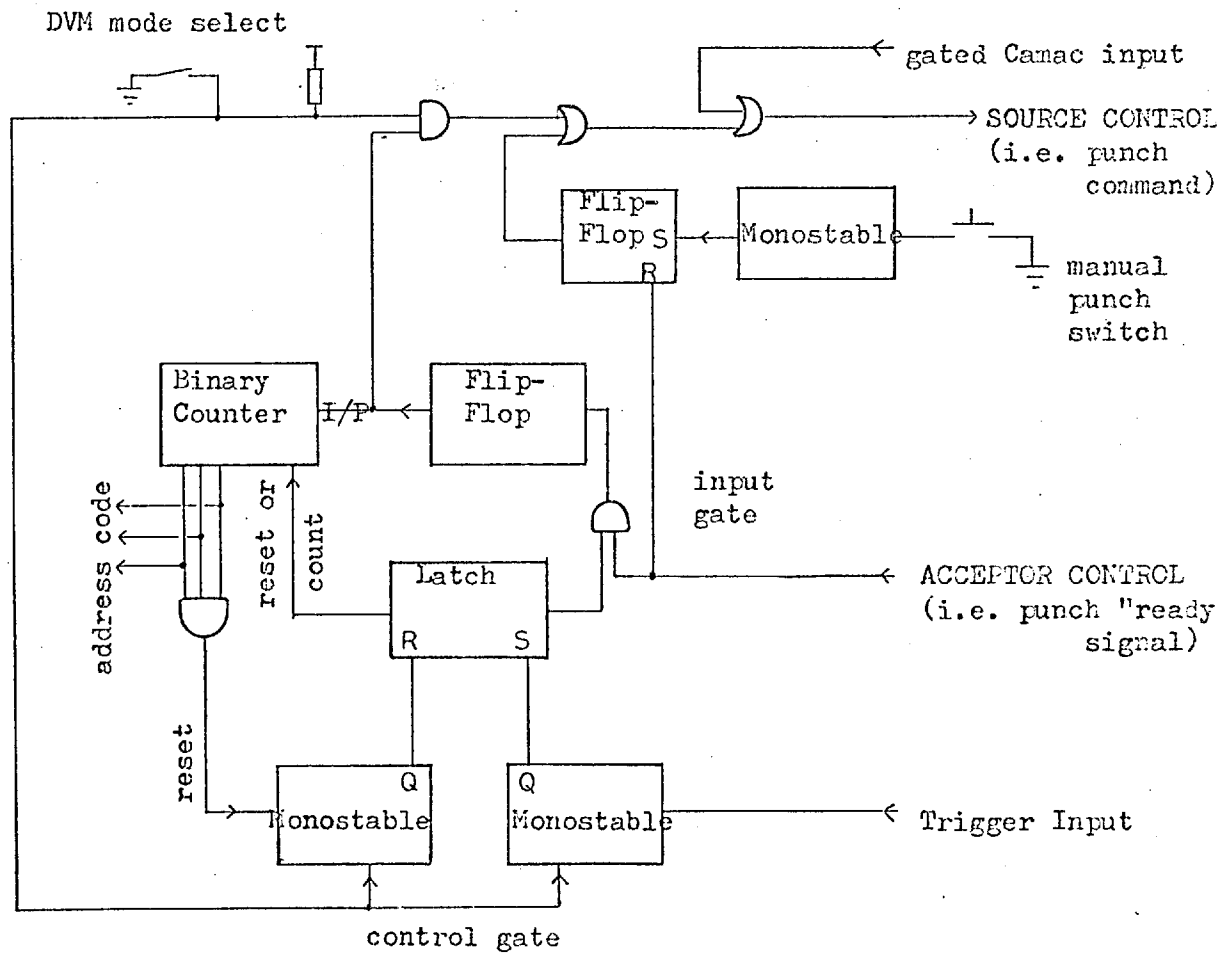 DVM mode select
gated Camac input
SOURCE CONTROL
(i.e. punch
command)
Flip-
Flop S
R
Monostable
manual
punch
switch
Binary
Counter
I/P
Flip-
Flop
input
gate
address code
reset or
count
Latch
R S
ACCEPTOR CONTROL
(i.e. punch "ready
signal)
reset
Q
Monostable
Q
Monostable
Trigger Input
control gate